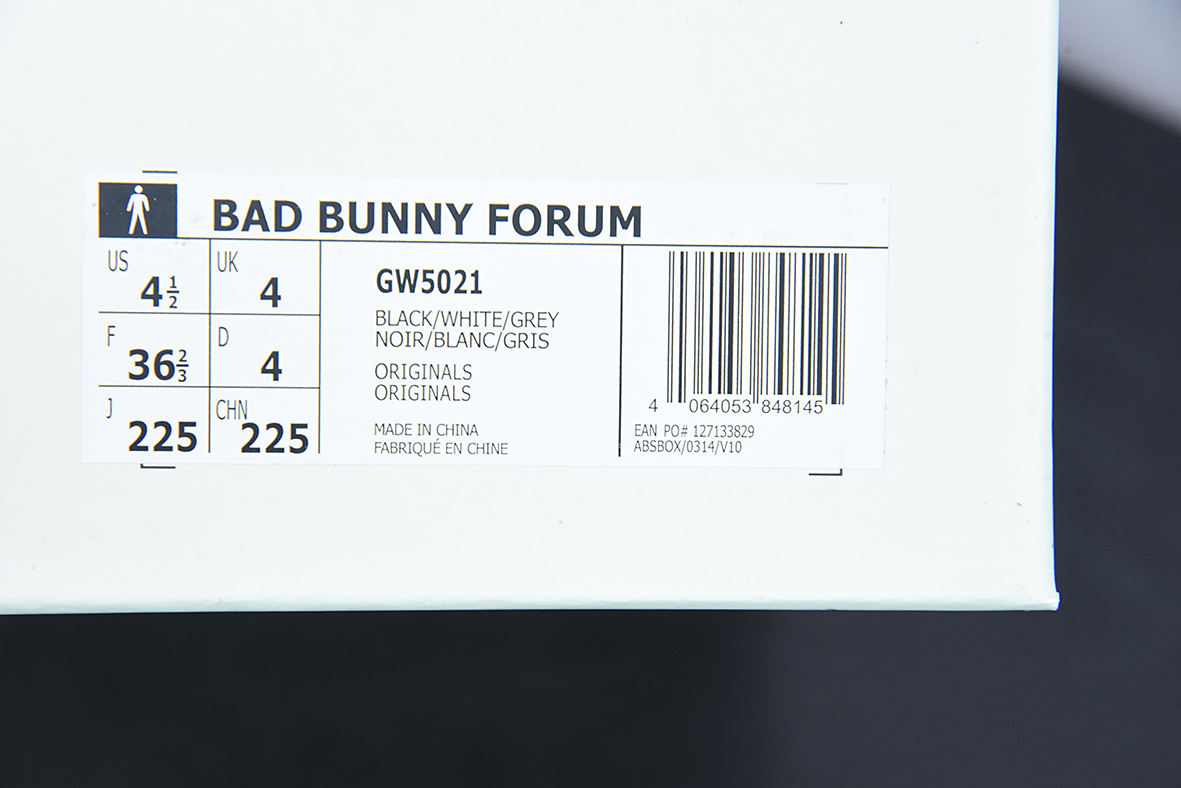 BAD BUNNY FORUM
US 4 1/2
UK 4
F 36 2/3
D 4
J 225
CHN 225
GW5021
BLACK/WHITE/GREY
NOIR/BLANC/GRIS
ORIGINALS
ORIGINALS
MADE IN CHINA
FABRIQUÉ EN CHINE
4 064053 848145
EAN PO# 127133829
ABSBOX/0314/V10